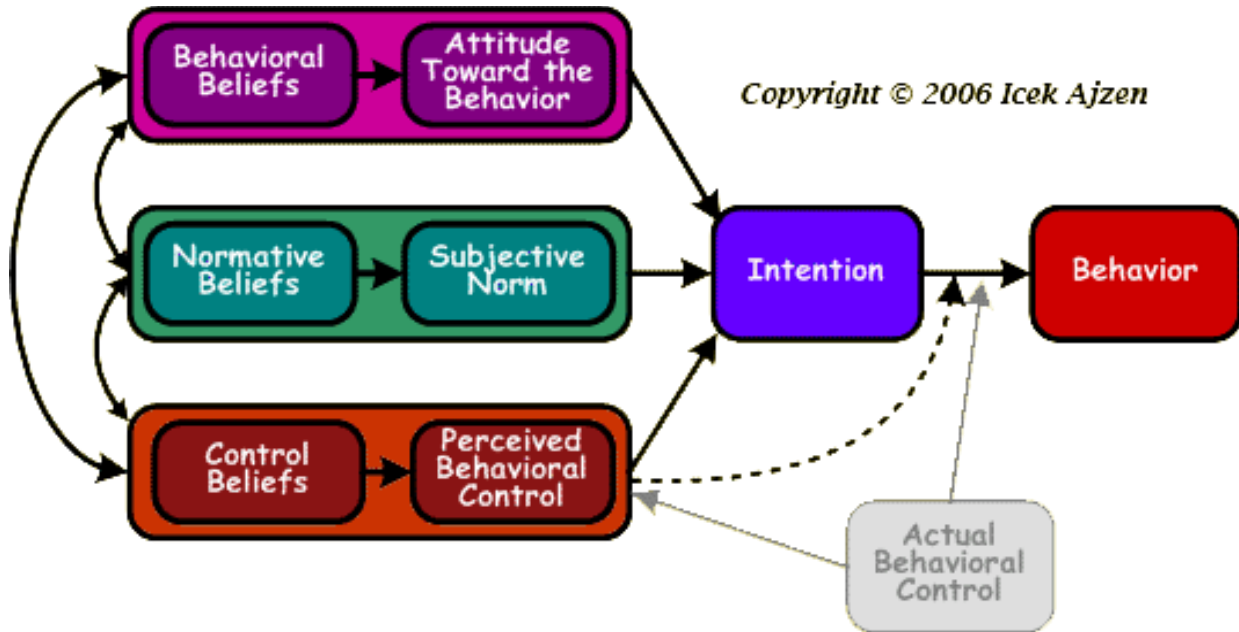 Behavioral
Beliefs
Attitude
Toward the
Behavior
Copyright © 2006 Icek Ajzen
Normative
Beliefs
Subjective
Norm
Intention
Behavior
Control
Beliefs
Perceived
Behavioral
Control
Actual
Behavioral
Control